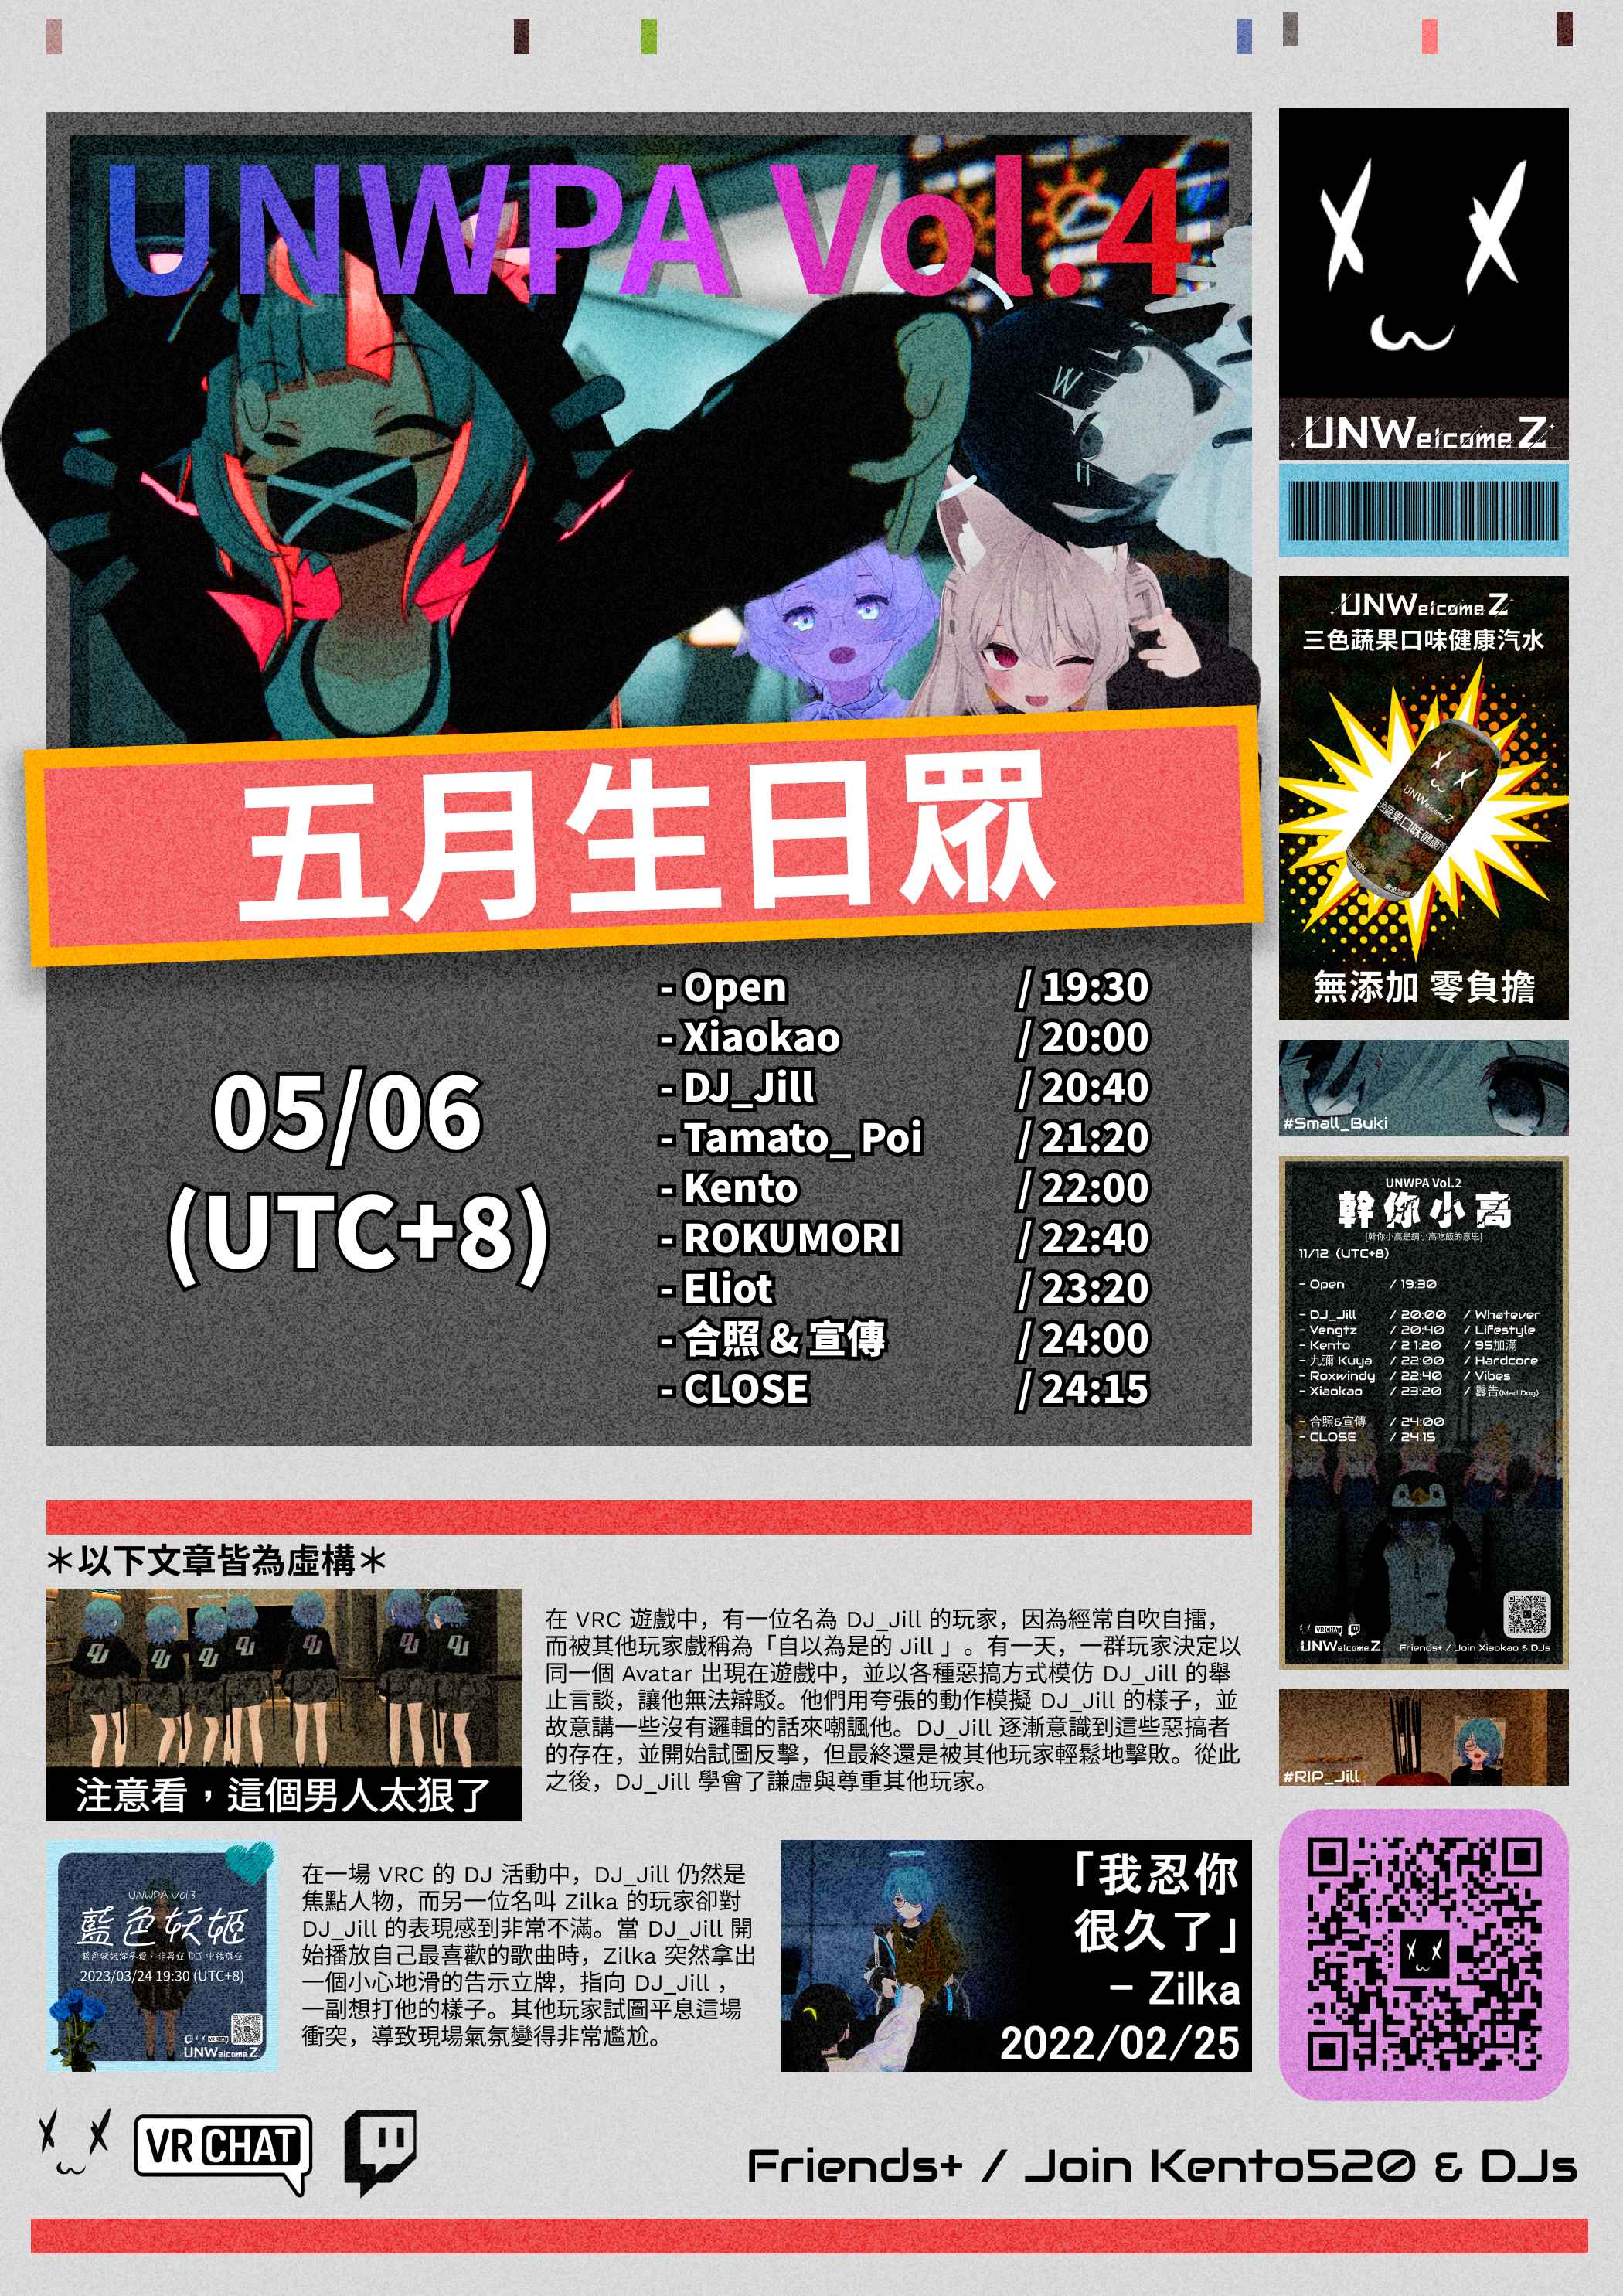 UNWPA Vol.4
五月生日眾
05/06
(UTC+8)
- Open / 19:30
- Xiaokao / 20:00
- DJ_Jill / 20:40
- Tamato_ Poi / 21:20
- Kento / 22:00
- ROKUMORI / 22:40
- Eliot / 23:20
- 合照 & 宣傳 / 24:00
- CLOSE / 24:15
UNWelcomeZ
UNWelcomeZ
三色蔬果口味健康汽水
UNWelcomeZ
無添加 零負擔
#Small_Buki
UNWPA Vol.2
幹你小高
[幹你小高是請小高吃飯的意思]
11/12 (UTC+8)
- Open / 19:30
- DJ_Jill / 20:00 / Whatever
- Vengtz / 20:40 / Lifestyle
- Kento / 21:20 / 95加滿
- 九彌 Kuya / 22:00 / Hardcore
- Roxwindy / 22:40 / Vibes
- Xiaokao / 23:20 / 囂告(Mad Dog)
- 合照&宣傳 / 24:00
- CLOSE / 24:15
VRCHAT
UNWelcomeZ Friends+ / Join Xiaokao & DJs
#RIP_Jill
＊以下文章皆為虛構＊
注意看，這個男人太狠了
在 VRC 遊戲中，有一位名為 DJ_Jill 的玩家，因為經常自吹自擂，
而被其他玩家戲稱為「自以為是的 Jill 」。有一天，一群玩家決定以
同一個 Avatar 出現在遊戲中，並以各種惡搞方式模仿 DJ_Jill 的舉
止言談，讓他無法辯駁。他們用夸張的動作模擬 DJ_Jill 的樣子，並
故意講一些沒有邏輯的話來嘲諷他。DJ_Jill 逐漸意識到這些惡搞者
的存在，並開始試圖反擊，但最終還是被其他玩家輕鬆地擊敗。從此
之後，DJ_Jill 學會了謙虛與尊重其他玩家。
UNWPA Vol.3
藍色妖姬
2023/03/24 19:30 (UTC+8)
UNWelcomeZ
在一場 VRC 的 DJ 活動中，DJ_Jill 仍然是
焦點人物，而另一位名叫 Zilka 的玩家卻對
DJ_Jill 的表現感到非常不滿。當 DJ_Jill 開
始播放自己最喜歡的歌曲時，Zilka 突然拿出
一個小心地滑的告示立牌，指向 DJ_Jill ，
一副想打他的樣子。其他玩家試圖平息這場
衝突，導致現場氣氛變得非常尷尬。
「我忍你
很久了」
- Zilka
2022/02/25
VRCHAT
Friends+ / Join Kento520 & DJs